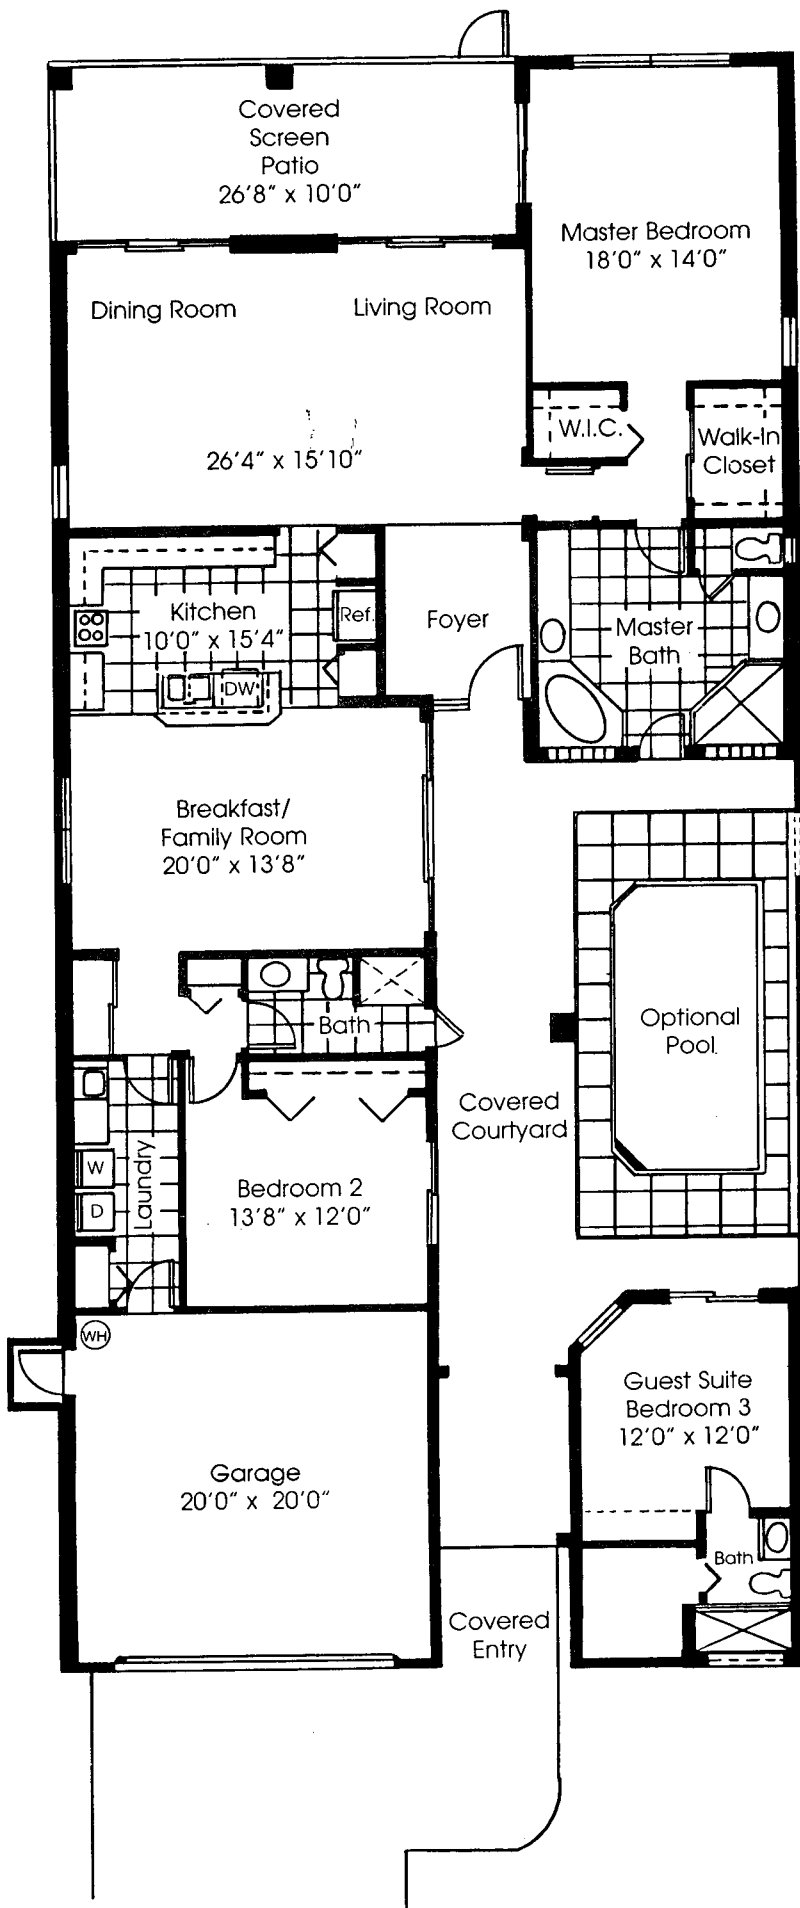 Covered
Screen
Patio
26'8" x 10'0"
Master Bedroom
18'0" x 14'0"
Dining Room
Living Room
26'4" x 15'10"
W.I.C.
Walk-In
Closet
Kitchen
10'0" x 15'4"
Ref.
DW
Foyer
Master
Bath
Breakfast/
Family Room
20'0" x 13'8"
Optional
Pool
Bath
Covered
Courtyard
W
D
Laundry
Bedroom 2
13'8" x 12'0"
WH
Guest Suite
Bedroom 3
12'0" x 12'0"
Garage
20'0" x 20'0"
Bath
Covered
Entry